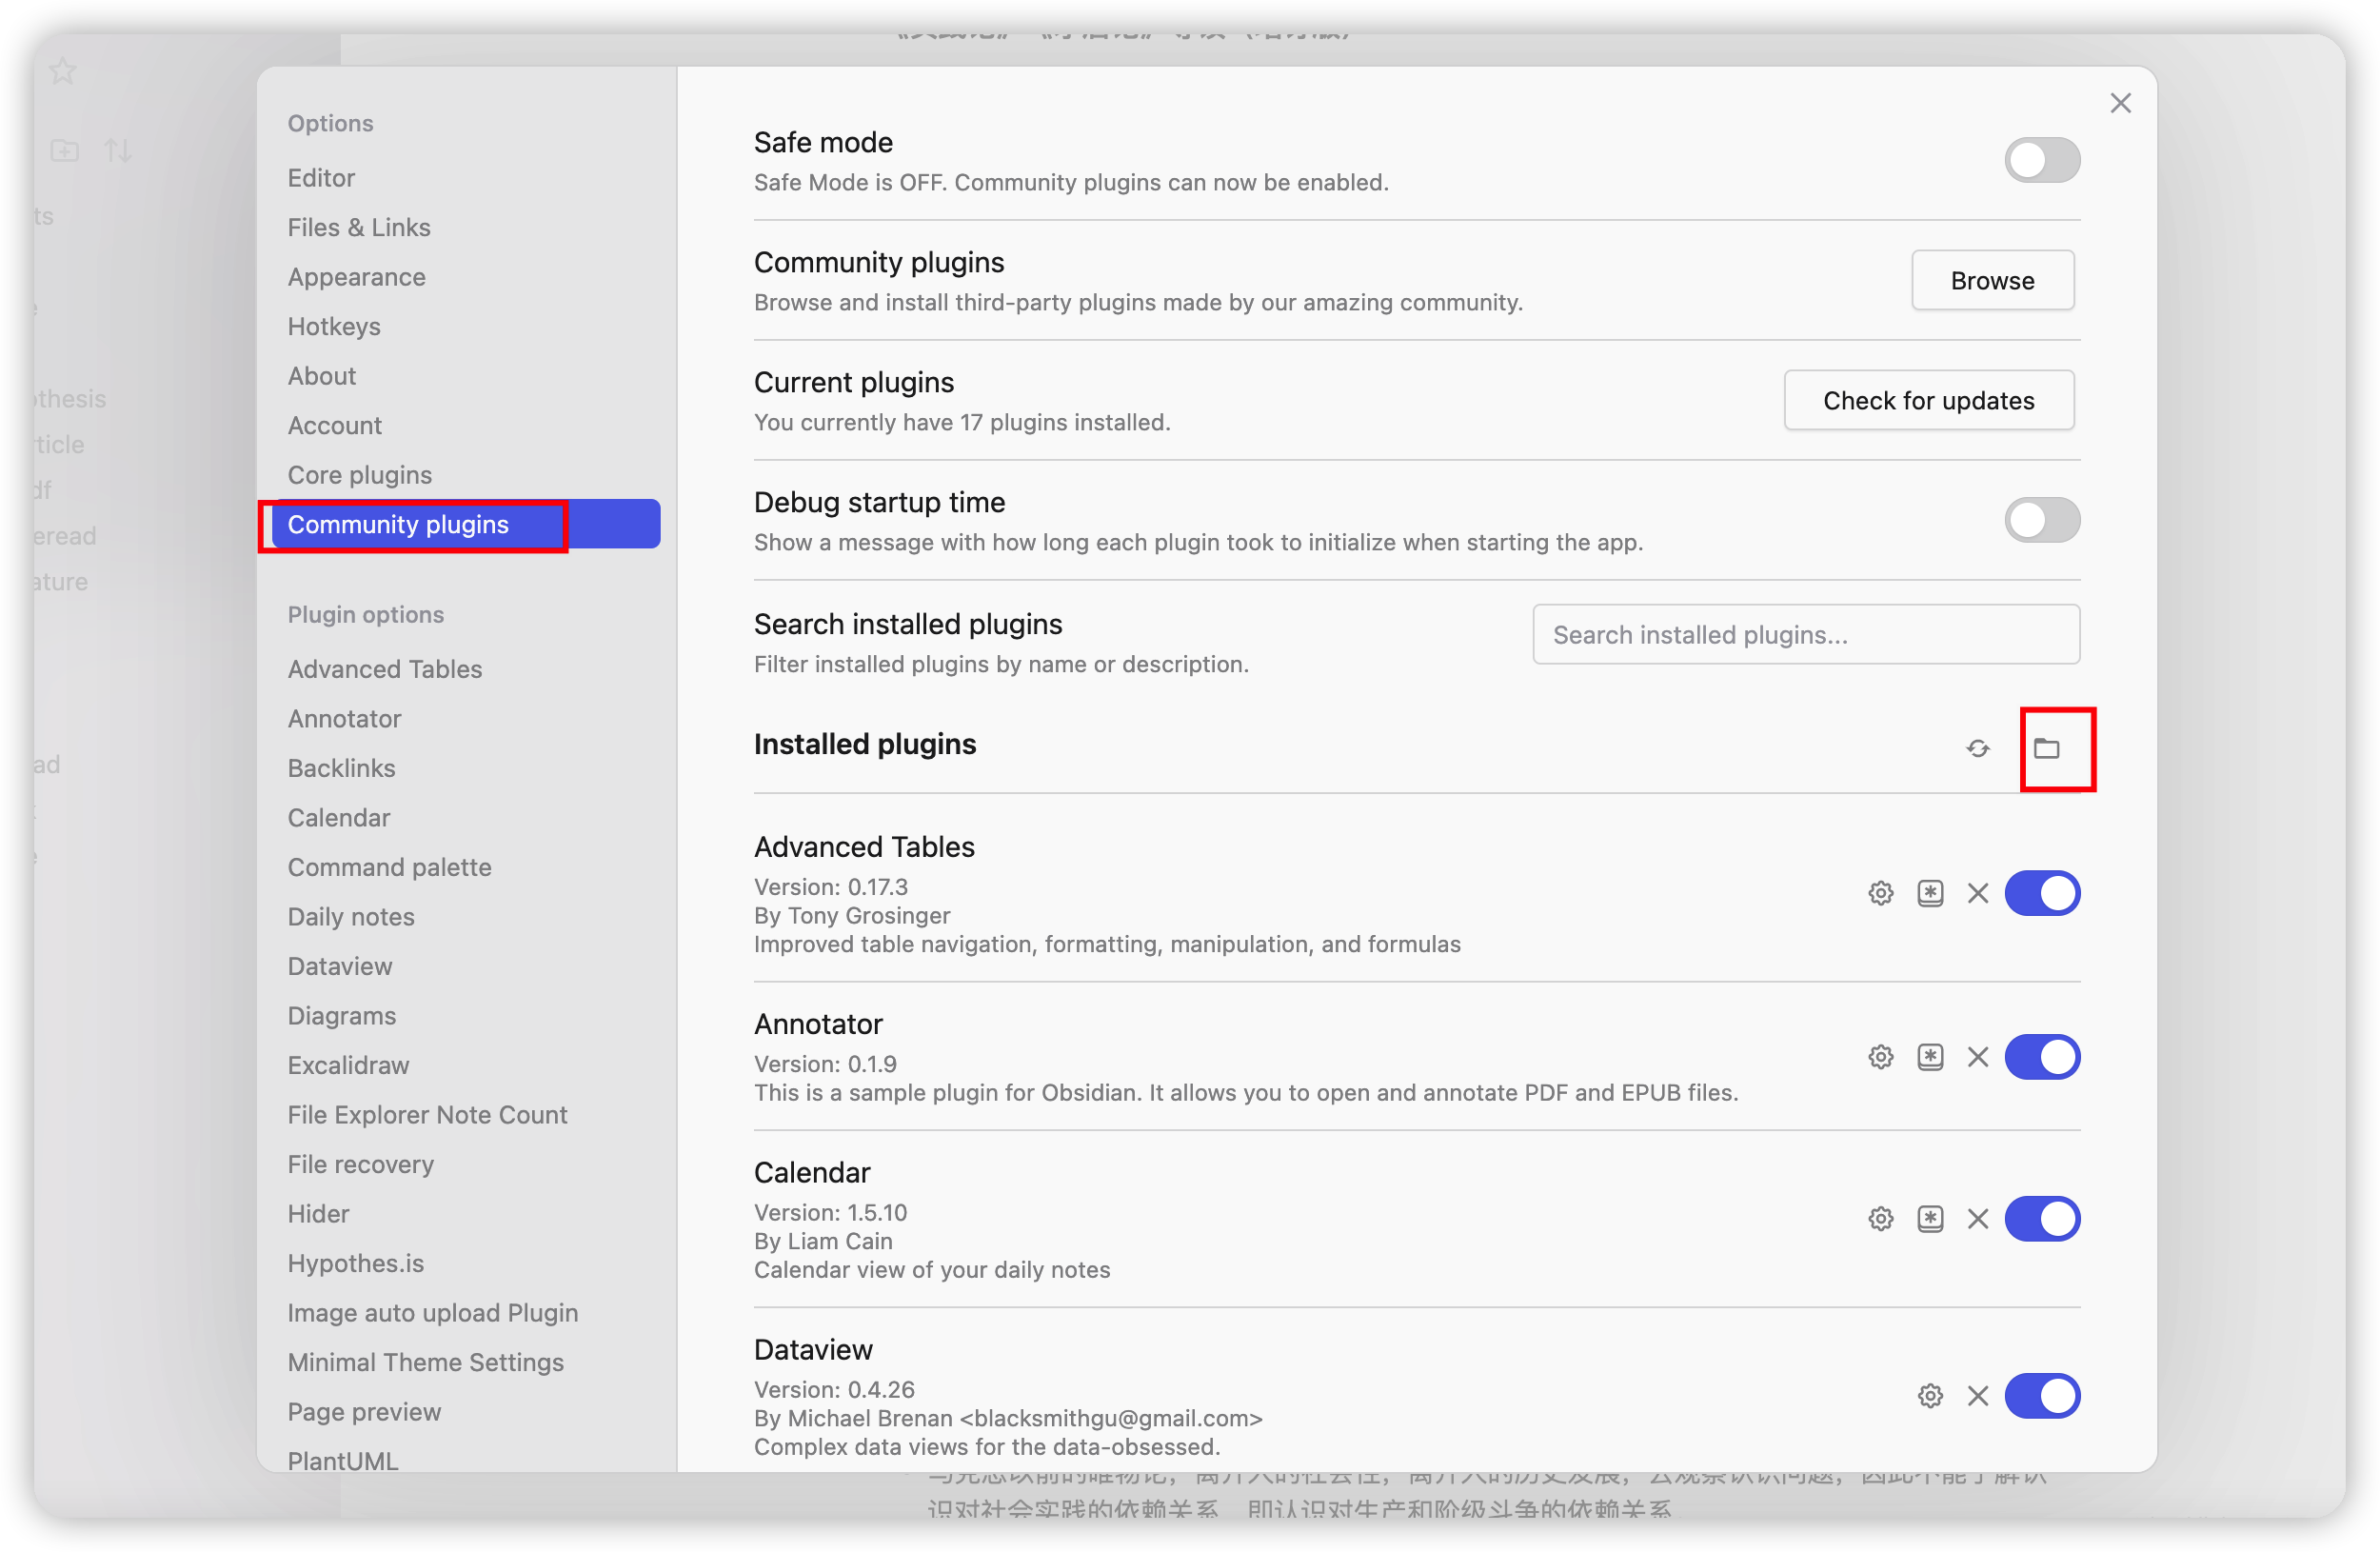 Options
Editor
Files & Links
Appearance
Hotkeys
About
Account
Core plugins
Community plugins
Plugin options
Advanced Tables
Annotator
Backlinks
Calendar
Command palette
Daily notes
Dataview
Diagrams
Excalidraw
File Explorer Note Count
File recovery
Hider
Hypothes.is
Image auto upload Plugin
Minimal Theme Settings
Page preview
PlantUML
Safe mode
Safe Mode is OFF. Community plugins can now be enabled.
Community plugins
Browse and install third-party plugins made by our amazing community.
Browse
Current plugins
You currently have 17 plugins installed.
Check for updates
Debug startup time
Show a message with how long each plugin took to initialize when starting the app.
Search installed plugins
Filter installed plugins by name or description.
Search installed plugins...
Installed plugins
Advanced Tables
Version: 0.17.3
By Tony Grosinger
Improved table navigation, formatting, manipulation, and formulas
Annotator
Version: 0.1.9
This is a sample plugin for Obsidian. It allows you to open and annotate PDF and EPUB files.
Calendar
Version: 1.5.10
By Liam Cain
Calendar view of your daily notes
Dataview
Version: 0.4.26
By Michael Brenan <blacksmithgu@gmail.com>
Complex data views for the data-obsessed.
识对社会实践的依赖关系，即认识对生产和阶级斗争的依赖关系